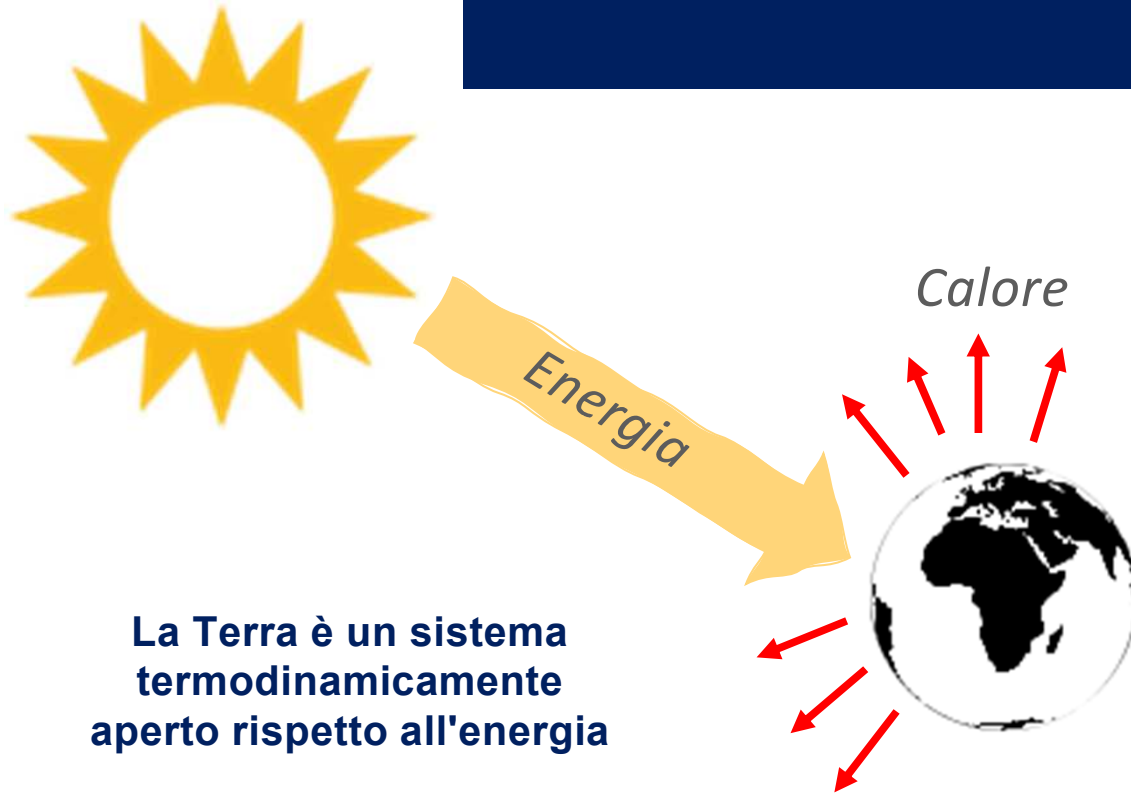 Calore
Energia
La Terra è un sistema
termodinamicamente
aperto rispetto all'energia